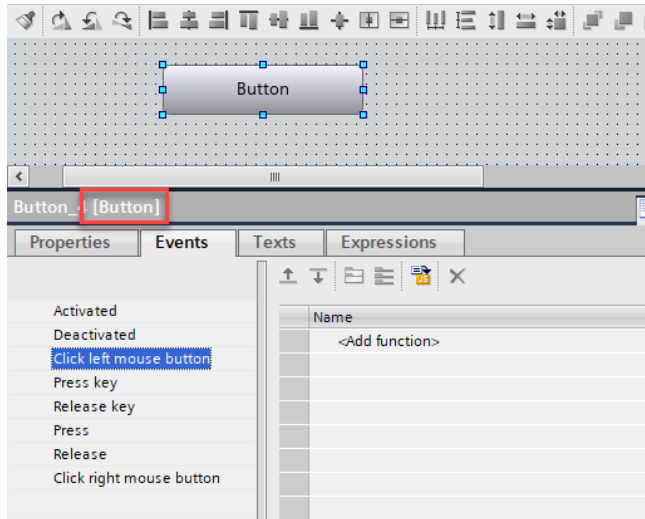 Button
Button_4 [Button]
Properties Events Texts Expressions
Name
<Add function>
Activated
Deactivated
Click left mouse button
Press key
Release key
Press
Release
Click right mouse button